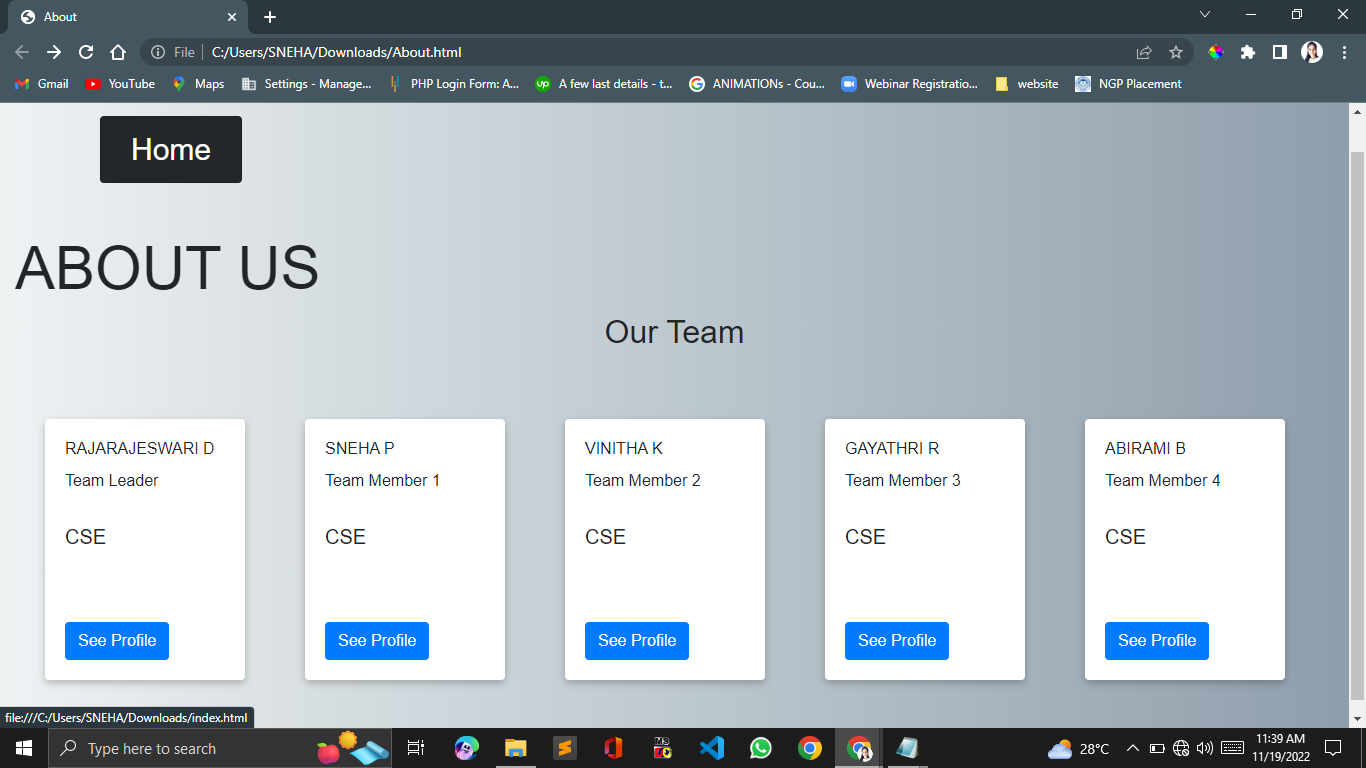 About
File
C:/Users/SNEHA/Downloads/About.html
Gmail
YouTube
Maps
Settings - Manage...
PHP Login Form: A...
up
A few last details - t...
ANIMATIONs - Cou...
Webinar Registratio...
website
NGP Placement
Home
ABOUT US
Our Team
RAJARAJESWARI D
Team Leader
CSE
See Profile
SNEHA P
Team Member 1
CSE
See Profile
VINITHA K
Team Member 2
CSE
See Profile
GAYATHRI R
Team Member 3
CSE
See Profile
ABIRAMI B
Team Member 4
CSE
See Profile
file:///C:/Users/SNEHA/Downloads/index.html
Type here to search
28°C
11:39 AM
11/19/2022